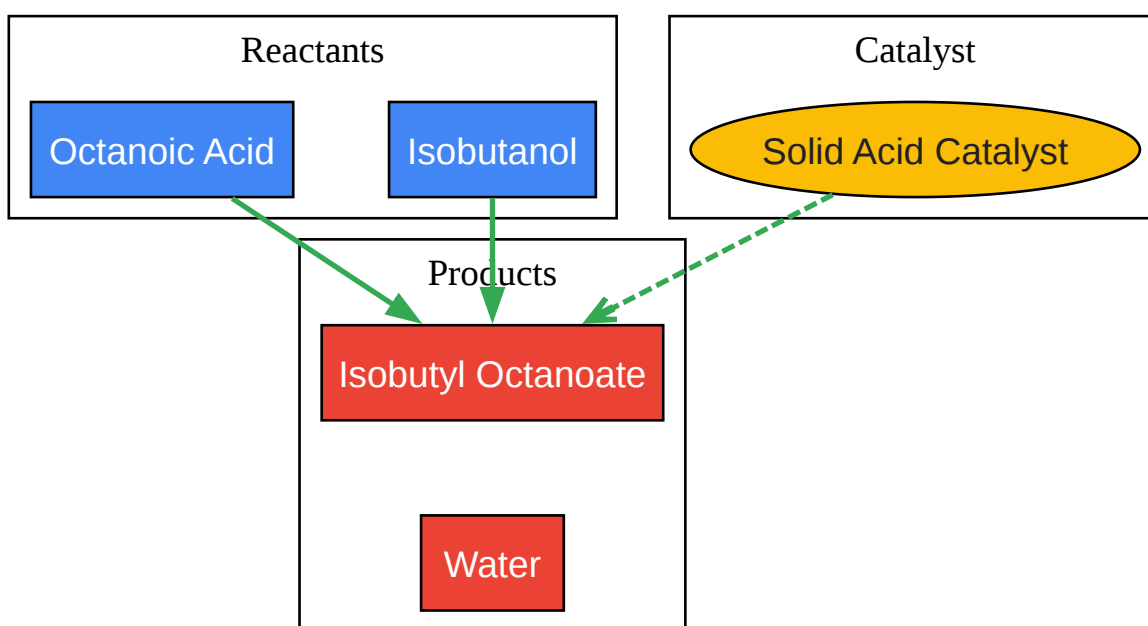 Reactants
Catalyst
Octanoic Acid
Isobutanol
Solid Acid Catalyst
Products
Isobutyl Octanoate
Water